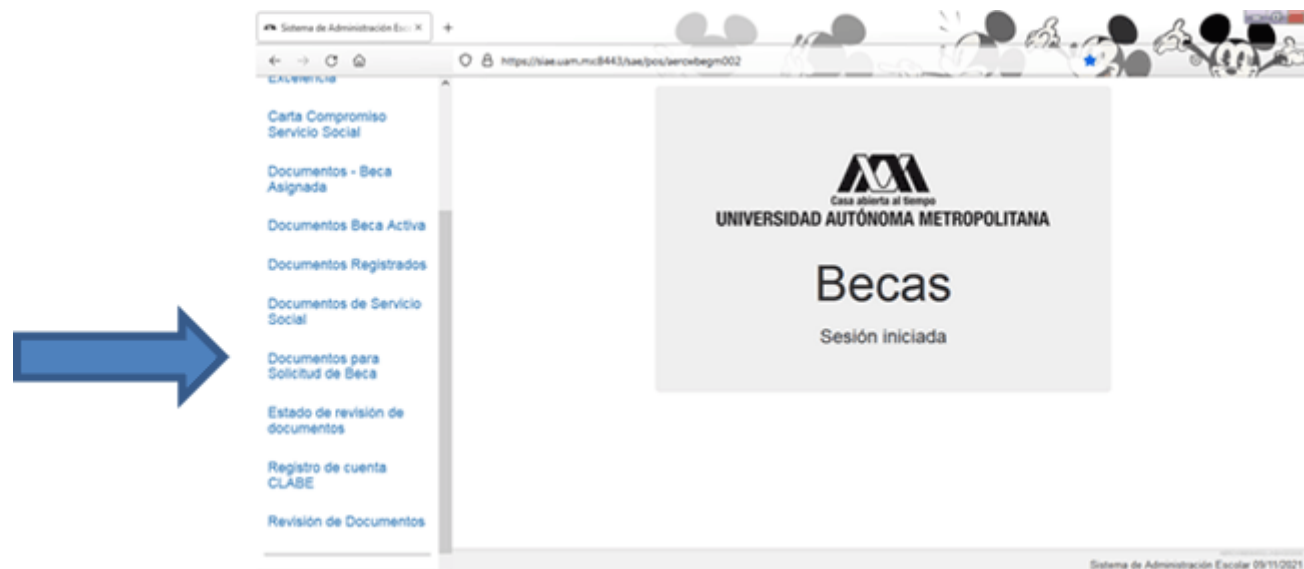 Sistema de Administración Esc
https://siae.uam.mx:8443/sae/pos/aerowbegm002
Excelencia
Carta Compromiso
Servicio Social
Documentos - Beca
Asignada
Documentos Beca Activa
Documentos Registrados
Documentos de Servicio
Social
Documentos para
Solicitud de Beca
Estado de revisión de
documentos
Registro de cuenta
CLABE
Revisión de Documentos
Casa abierta al tiempo
UNIVERSIDAD AUTÓNOMA METROPOLITANA
Becas
Sesión iniciada
Sistema de Administración Escolar 09/11/2021